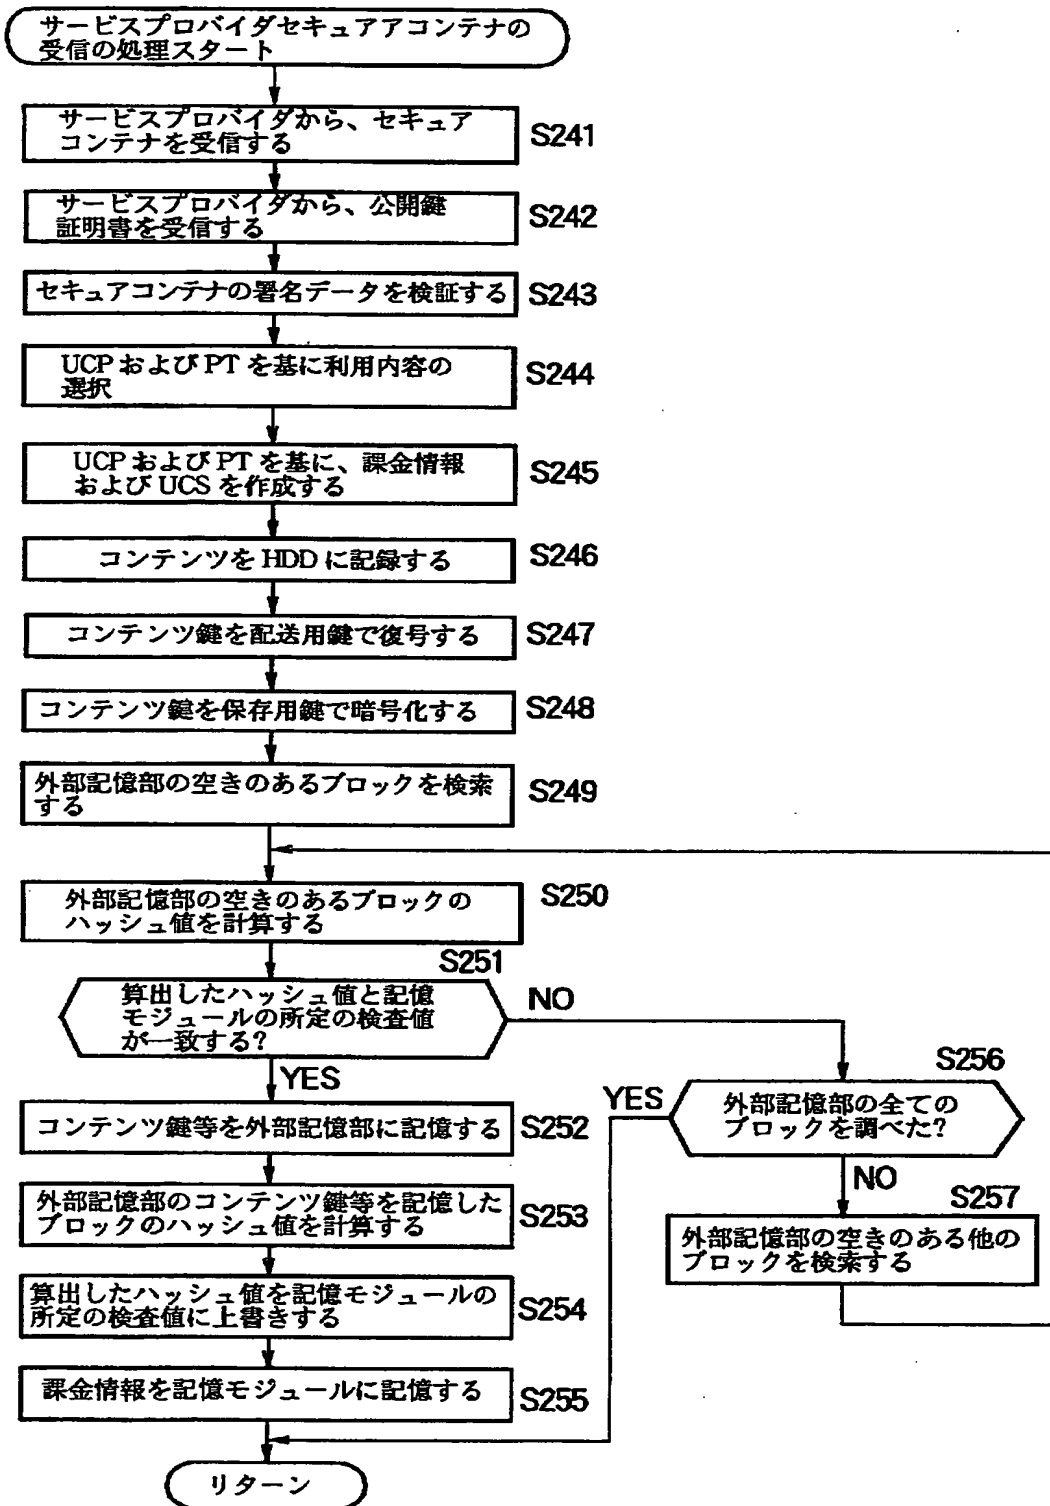 サービスプロバイダセキュアアコンテナの
受信の処理スタート
サービスプロバイダから、セキュア
コンテナを受信する
S241
サービスプロバイダから、公開鍵
証明書を受信する
S242
セキュアコンテナの署名データを検証する
S243
UCP および PT を基に利用内容の
選択
S244
UCP および PT を基に、課金情報
および UCS を作成する
S245
コンテンツを HDD に記録する
S246
コンテンツ鍵を配送用鍵で復号する
S247
コンテンツ鍵を保存用鍵で暗号化する
S248
外部記憶部の空きのあるブロックを検索
する
S249
外部記憶部の空きのあるブロックの
ハッシュ値を計算する
S250
S251
算出したハッシュ値と記憶
モジュールの所定の検査値
が一致する?
NO
YES
コンテンツ鍵等を外部記憶部に記憶する
S252
外部記憶部のコンテンツ鍵等を記憶した
ブロックのハッシュ値を計算する
S253
算出したハッシュ値を記憶モジュールの
所定の検査値に上書きする
S254
課金情報を記憶モジュールに記憶する
S255
S256
YES
外部記憶部の全ての
ブロックを調べた?
NO
S257
外部記憶部の空きのある他の
ブロックを検索する
リターン